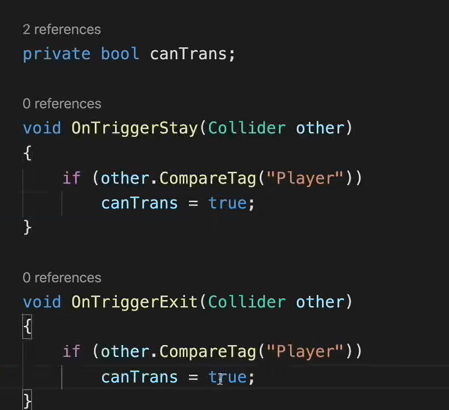 2 references
private bool canTrans;
0 references
void OnTriggerStay(Collider other)
{
if (other.CompareTag("Player"))
canTrans = true;
}
0 references
void OnTriggerExit(Collider other)
{
if (other.CompareTag("Player"))
canTrans = true;
}